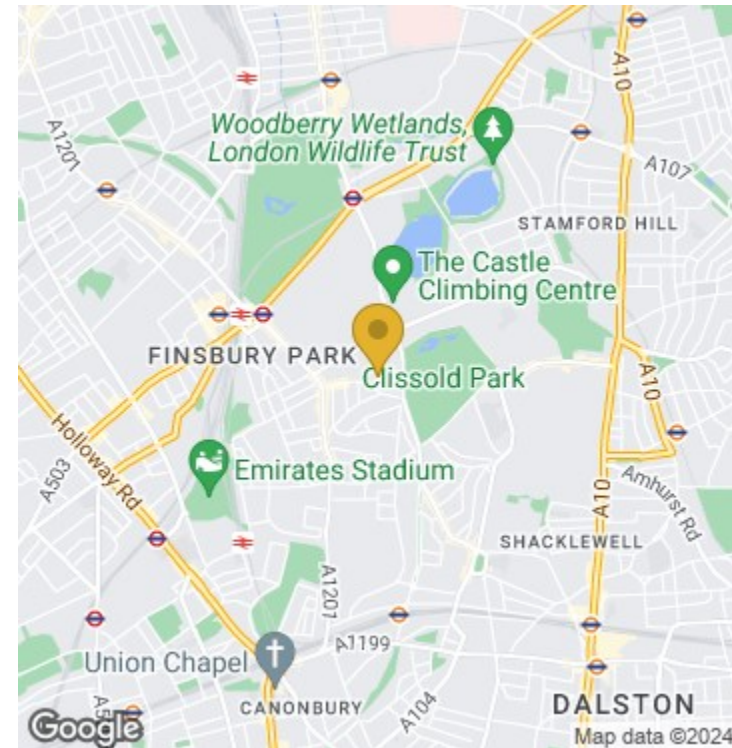 A10
A1201
Woodberry Wetlands,
London Wildlife Trust
A107
STAMFORD HILL
The Castle
Climbing Centre
FINSBURY PARK
Clissold Park
A10
Holloway Rd
A503
Emirates Stadium
A10
Amhurst Rd
SHACKLEWELL
A1207
A1199
Union Chapel
CANONBURY
A104
DALSTON
Google
Map data ©2024